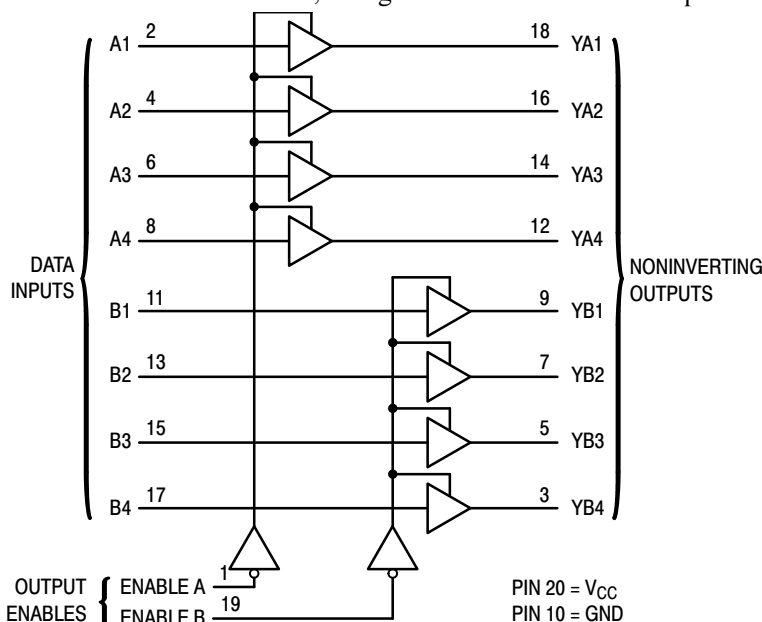 A1 2 18 YA1
A2 4 16 YA2
A3 6 14 YA3
A4 8 12 YA4
DATA INPUTS
NONINVERTING OUTPUTS
B1 11 9 YB1
B2 13 7 YB2
B3 15 5 YB3
B4 17 3 YB4
OUTPUT ENABLES
ENABLE A 1
ENABLE B 19
PIN 20 = VCC
PIN 10 = GND